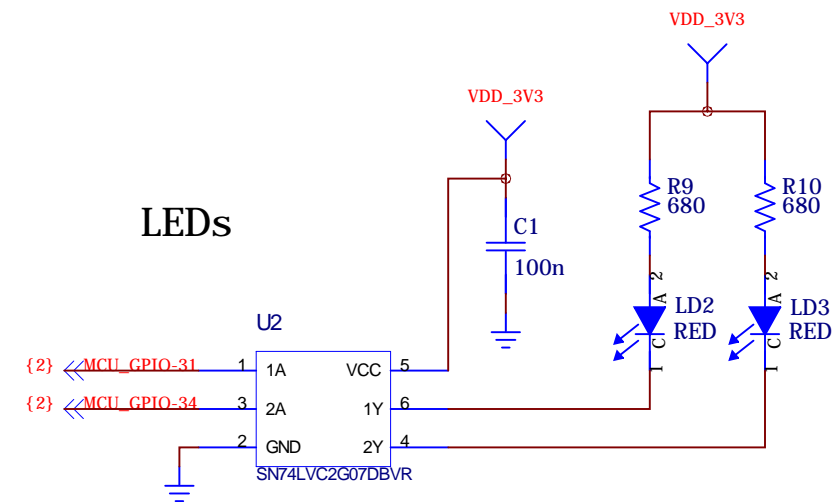 VDD_3V3
VDD_3V3
R9
680
R10
680
LEDs
C1
100n
2
A
2
A
LD2
RED
LD3
RED
C
1
C
1
U2
{2}
MCU_GPIO-31
1
1A
VCC
5
{2}
MCU_GPIO-34
3
2A
1Y
6
2
GND
2Y
4
SN74LVC2G07DBVR